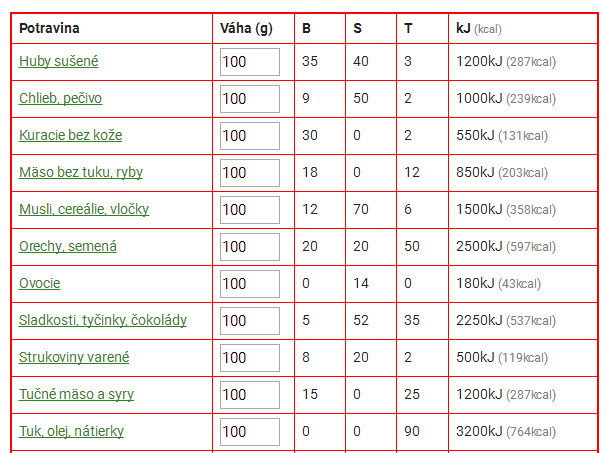 Potravina Váha (g) B S T kJ (kcal)
Huby sušené 100 35 40 3 1200kJ (287kcal)
Chlieb, pečivo 100 9 50 2 1000kJ (239kcal)
Kuracie bez kože 100 30 0 2 550kJ (131kcal)
Mäso bez tuku, ryby 100 18 0 12 850kJ (203kcal)
Musli, cereálie, vločky 100 12 70 6 1500kJ (358kcal)
Orechy, semená 100 20 20 50 2500kJ (597kcal)
Ovocie 100 0 14 0 180kJ (43kcal)
Sladkosti, tyčinky, čokolády 100 5 52 35 2250kJ (537kcal)
Strukoviny varené 100 8 20 2 500kJ (119kcal)
Tučné mäso a syry 100 15 0 25 1200kJ (287kcal)
Tuk, olej, nátierky 100 0 0 90 3200kJ (764kcal)